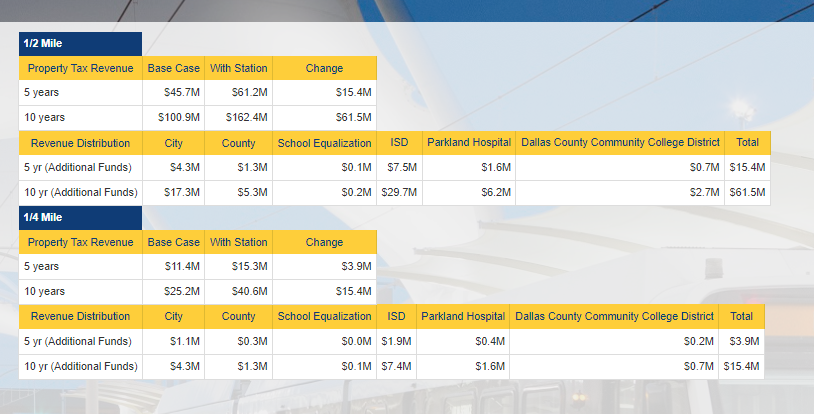 1/2 Mile
Property Tax Revenue Base Case With Station Change
5 years $45.7M $61.2M $15.4M
10 years $100.9M $162.4M $61.5M
Revenue Distribution City County School Equalization ISD Parkland Hospital Dallas County Community College District Total
5 yr (Additional Funds) $4.3M $1.3M $0.1M $7.5M $1.6M $0.7M $15.4M
10 yr (Additional Funds) $17.3M $5.3M $0.2M $29.7M $6.2M $2.7M $61.5M
1/4 Mile
Property Tax Revenue Base Case With Station Change
5 years $11.4M $15.3M $3.9M
10 years $25.2M $40.6M $15.4M
Revenue Distribution City County School Equalization ISD Parkland Hospital Dallas County Community College District Total
5 yr (Additional Funds) $1.1M $0.3M $0.0M $1.9M $0.4M $0.2M $3.9M
10 yr (Additional Funds) $4.3M $1.3M $0.1M $7.4M $1.6M $0.7M $15.4M